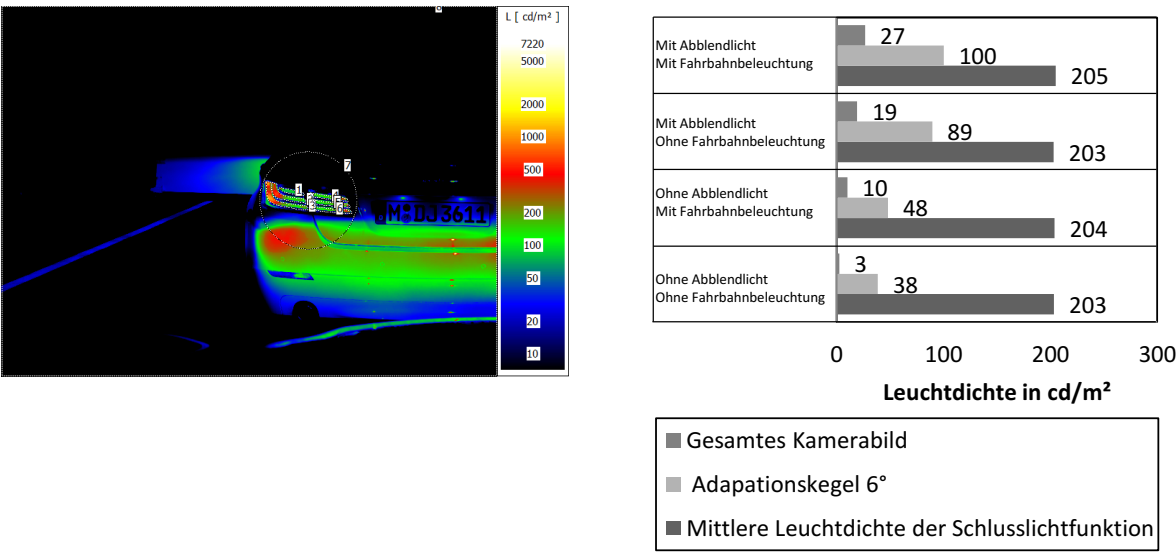 L [ cd/m² ]
7220
5000
2000
1000
500
200
100
50
20
10
7
1
M DJ 3611
Mit Abblendlicht
Mit Fahrbahnbeleuchtung
27
100
205
Mit Abblendlicht
Ohne Fahrbahnbeleuchtung
19
89
203
Ohne Abblendlicht
Mit Fahrbahnbeleuchtung
10
48
204
Ohne Abblendlicht
Ohne Fahrbahnbeleuchtung
3
38
203
0 100 200 300
Leuchtdichte in cd/m²
Gesamtes Kamerabild
Adapationskegel 6°
Mittlere Leuchtdichte der Schlusslichtfunktion